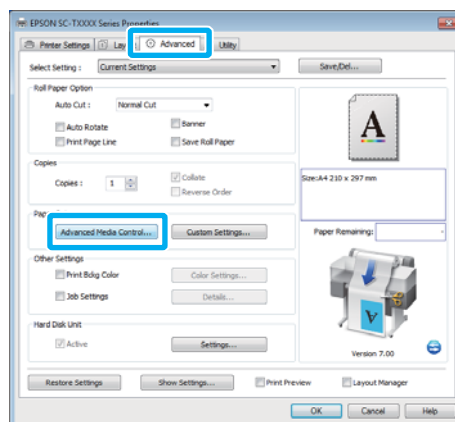 EPSON SC-TXXXX Series Properties
Printer Settings Lay Advanced Utility
Select Setting : Current Settings Save/Del...
Roll Paper Option
Auto Cut : Normal Cut
Auto Rotate Banner
Print Page Line Save Roll Paper
A
Copies
Copies : 1 Collate
Reverse Order
Size:A4 210 x 297 mm
Advanced Media Control... Custom Settings...
Paper Remaining: -
Other Settings
Print Bdlg Color Color Settings...
Job Settings Details...
A
Hard Disk Unit
Active Settings...
Version 7.00
Restore Settings Show Settings... Print Preview Layout Manager
OK Cancel Help